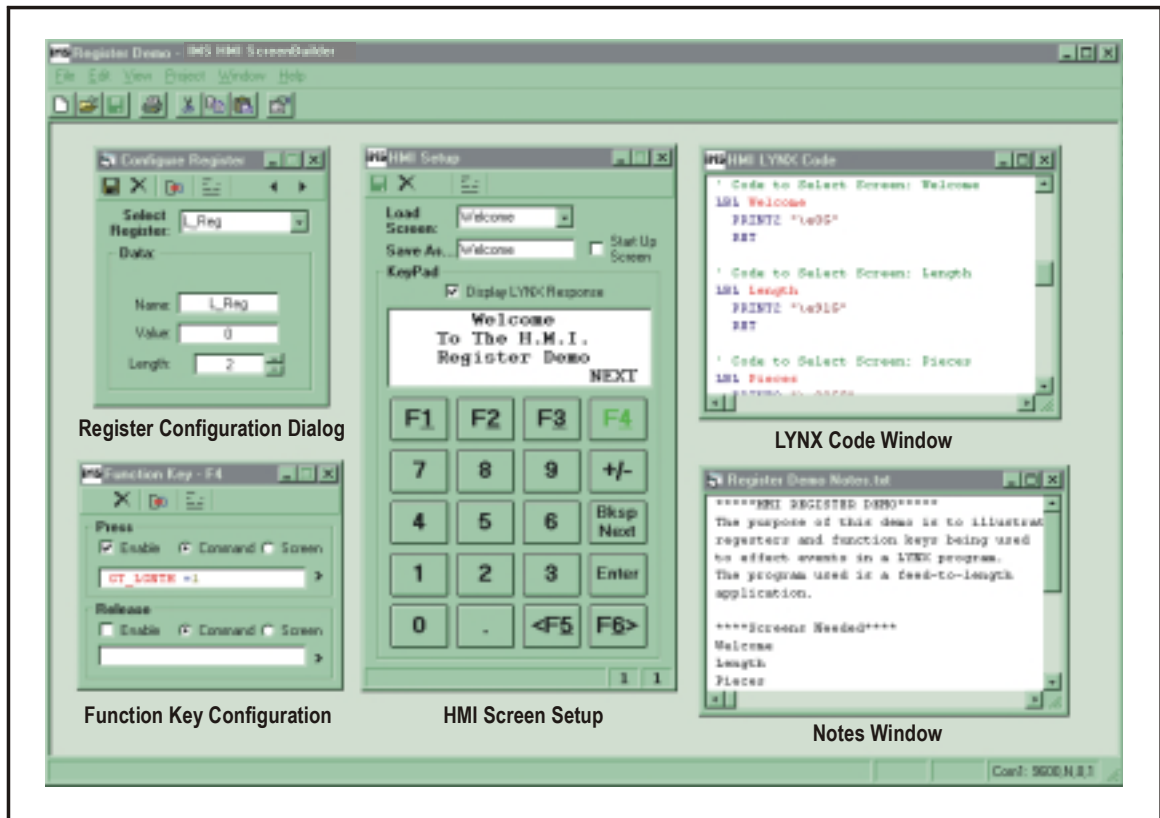 Register Demo - IMS HMI ScreenBuilder
File Edit View Project Window Help
Configure Register
Select Register: L_Reg
Data:
Name: L_Reg
Value: 0
Length: 2
Register Configuration Dialog
Function Key - F4
Press
Enable Command Screen
GT_LGNTH =1
Release
Enable Command Screen
Function Key Configuration
HMI Setup
Load Screen: Welcome
Save As... Welcome
Start Up Screen
KeyPad
Display LYNX Response
Welcome
To The H.M.I.
Register Demo
NEXT
F1 F2 F3 F4
7 8 9 +/-
4 5 6 Bksp Next
1 2 3 Enter
0 . <F5 F6>
1 1
HMI Screen Setup
HMI LYNX Code
' Code to Select Screen: Welcome
LBL Welcome
PRINT2 "\e0G"
RET
' Code to Select Screen: Length
LBL Length
PRINT2 "\e91G"
RET
' Code to Select Screen: Pieces
LBL Pieces
LYNX Code Window
Register Demo Notes.txt
*****HMI REGISTER DEMO*****
The purpose of this demo is to illustrat
regesters and function keys being used
to effect events in a LYNX program.
The program used is a feed-to-length
application.
****Screens Needed****
Welcome
Length
Pieces
Notes Window
Com1: 9600,N,8,1